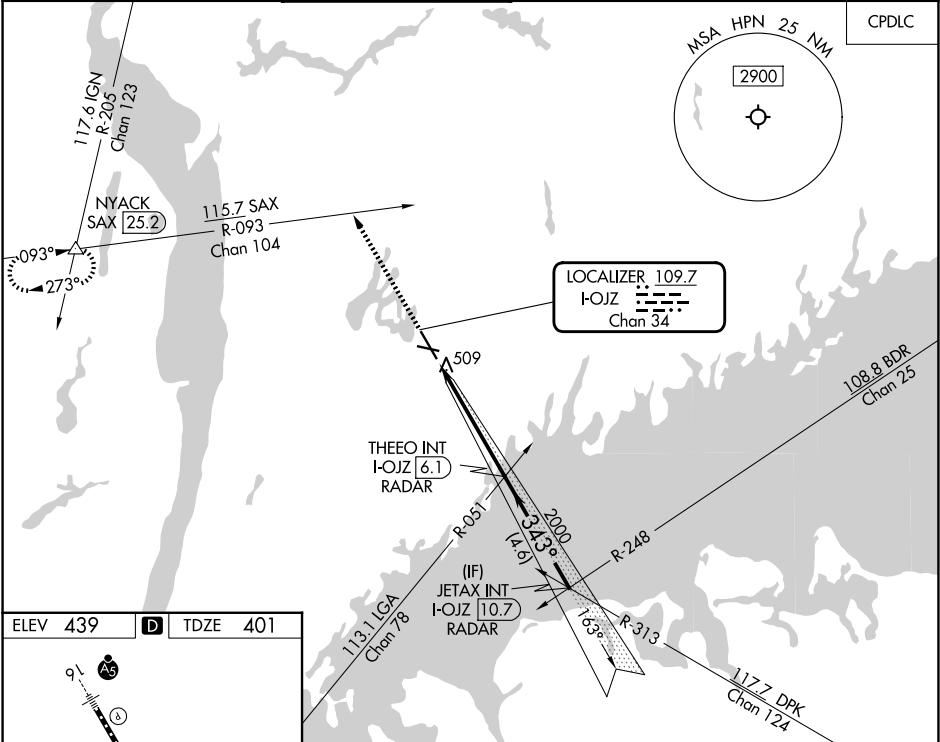 MSA HPN 25 NM
2900
CPDLC
117.6 IGN
R-205
Chan 123
NYACK
SAX 25.2
115.7 SAX
R-093
Chan 104
093°
273°
LOCALIZER 109.7
I-OJZ
Chan 34
509
108.8 BDR
Chan 25
THEEO INT
I-OJZ 6.1
RADAR
R-051
2000
343°
(4.6)
R-248
(IF)
JETAX INT
I-OJZ 10.7
RADAR
113.1 LGA
Chan 78
163°
R-313
117.7 DPK
Chan 124
ELEV 439 D TDZE 401
16
A5
P